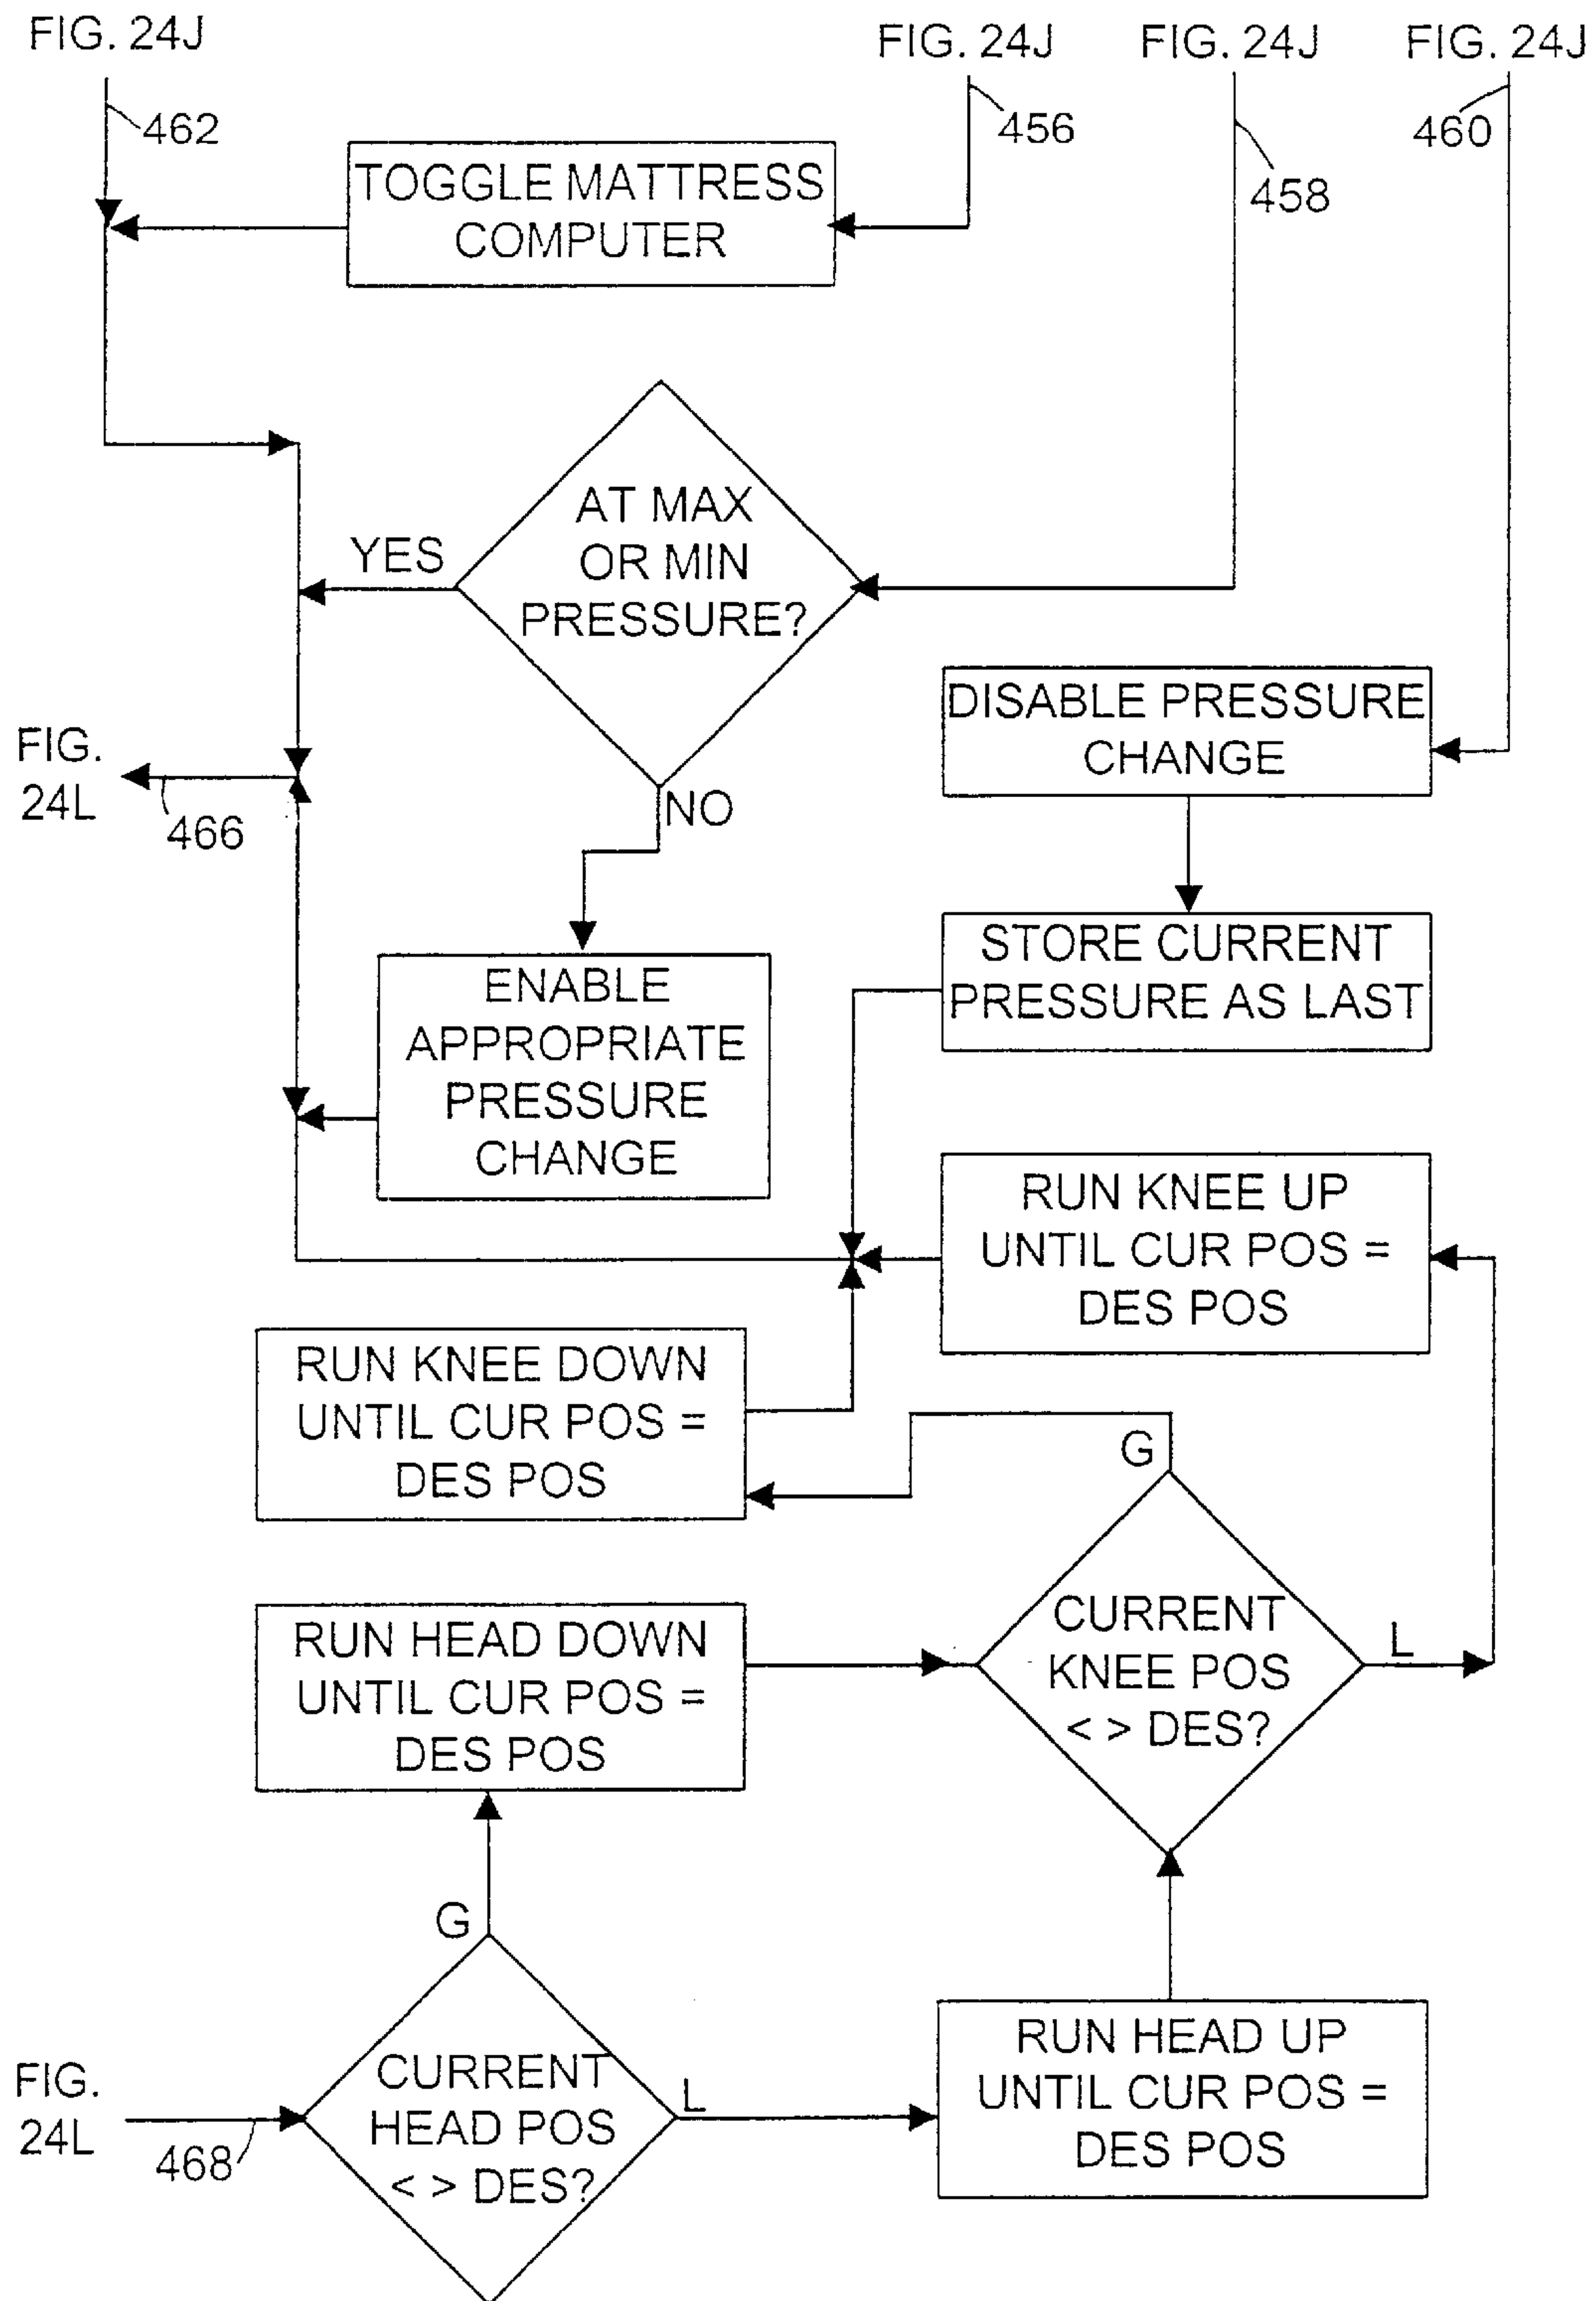 FIG. 24J
FIG. 24J
FIG. 24J
FIG. 24J
462
456
458
460
TOGGLE MATTRESS
COMPUTER
AT MAX
OR MIN
PRESSURE?
YES
NO
DISABLE PRESSURE
CHANGE
FIG.
24L
466
STORE CURRENT
PRESSURE AS LAST
ENABLE
APPROPRIATE
PRESSURE
CHANGE
RUN KNEE UP
UNTIL CUR POS =
DES POS
RUN KNEE DOWN
UNTIL CUR POS =
DES POS
G
CURRENT
KNEE POS
< > DES?
L
RUN HEAD DOWN
UNTIL CUR POS =
DES POS
G
FIG.
24L
468
CURRENT
HEAD POS
< > DES?
L
RUN HEAD UP
UNTIL CUR POS =
DES POS